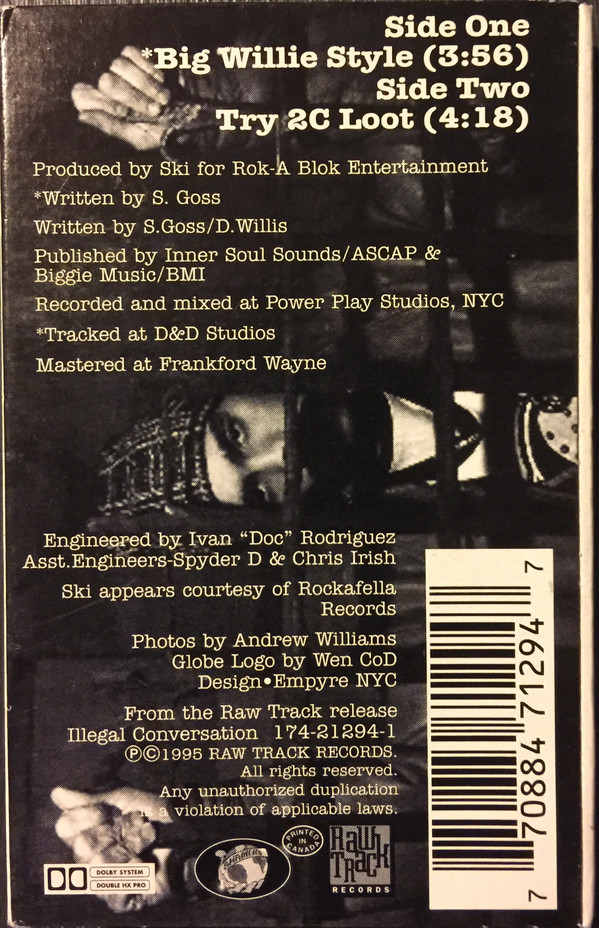 Side One
*Big Willie Style (3:56)
Side Two
Try 2C Loot (4:18)
Produced by Ski for Rok-A Blok Entertainment
*Written by S. Goss
Written by S.Goss/D.Willis
Published by Inner Soul Sounds/ASCAP &
Biggie Music/BMI
Recorded and mixed at Power Play Studios, NYC
*Tracked at D&D Studios
Mastered at Frankford Wayne
Engineered by Ivan “Doc” Rodriguez
Asst.Engineers-Spyder D & Chris Irish
Ski appears courtesy of Rockafella
Records
Photos by Andrew Williams
Globe Logo by Wen CoD
Design•Empyre NYC
From the Raw Track release
Illegal Conversation 174-21294-1
ⓅⒸ1995 RAW TRACK RECORDS.
All rights reserved.
Any unauthorized duplication
is a violation of applicable laws.
DOLBY SYSTEM
DOUBLE HX PRO
PRINTED IN CANADA
Raw Track
RECORDS
7 70884 71294 7